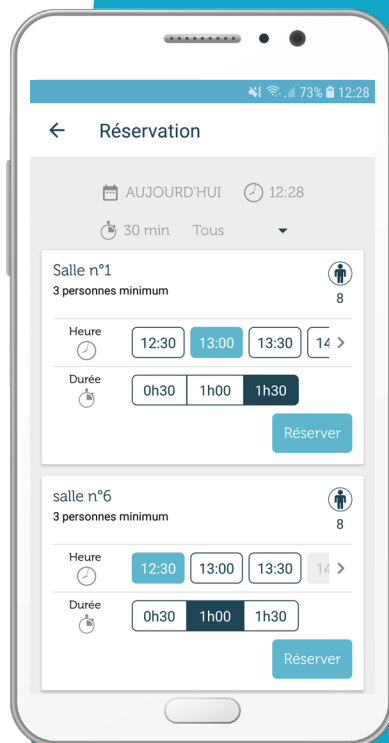 73% 12:28
Réservation
AUJOURD'HUI 12:28
30 min Tous
Salle n°1
3 personnes minimum
8
Heure
12:30 13:00 13:30 14
Durée
0h30 1h00 1h30
Réserver
salle n°6
3 personnes minimum
8
Heure
12:30 13:00 13:30 14
Durée
0h30 1h00 1h30
Réserver